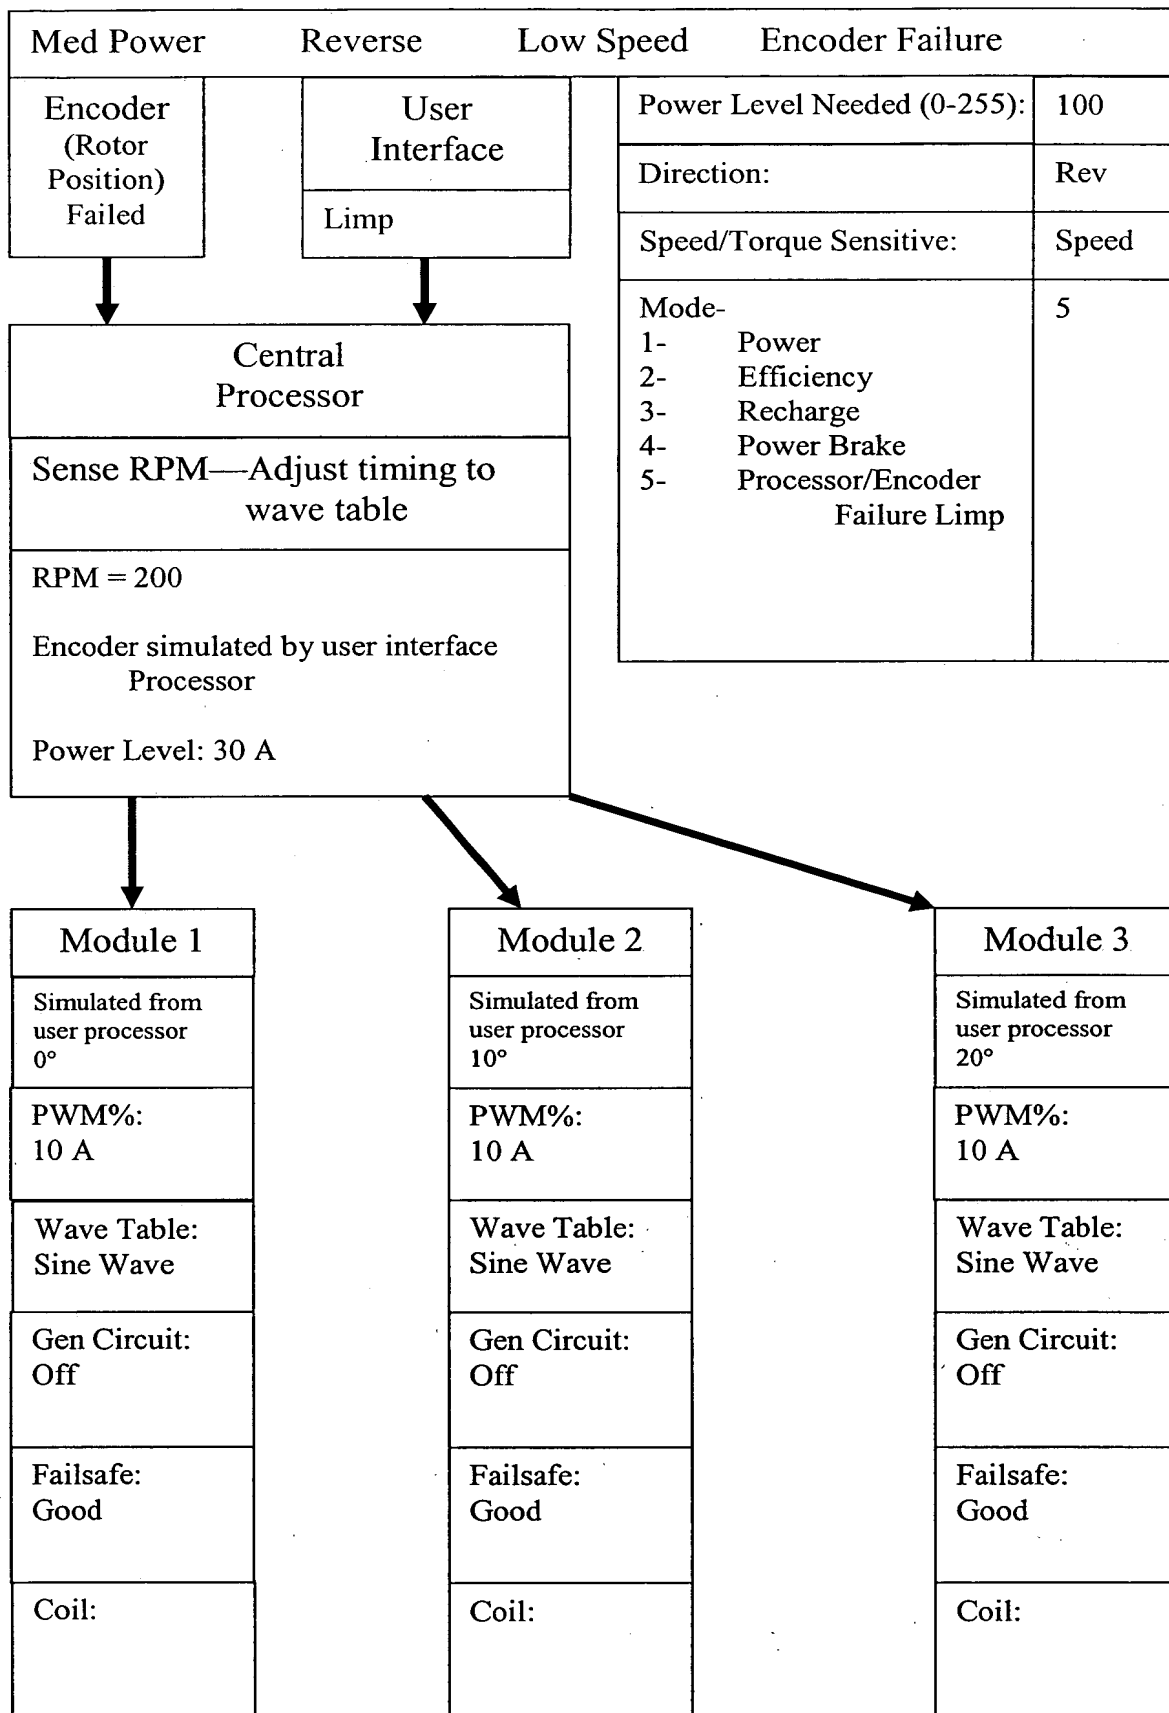 Med Power Reverse Low Speed Encoder Failure
Encoder
(Rotor
Position)
Failed
User
Interface
Limp
Power Level Needed (0-255): 100
Direction: Rev
Speed/Torque Sensitive: Speed
Mode- 5
1- Power
2- Efficiency
3- Recharge
4- Power Brake
5- Processor/Encoder
Failure Limp
Central
Processor
Sense RPM—Adjust timing to
wave table
RPM = 200
Encoder simulated by user interface
Processor
Power Level: 30 A
Module 1
Simulated from
user processor
0°
PWM%:
10 A
Wave Table:
Sine Wave
Gen Circuit:
Off
Failsafe:
Good
Coil:
Module 2
Simulated from
user processor
10°
PWM%:
10 A
Wave Table:
Sine Wave
Gen Circuit:
Off
Failsafe:
Good
Coil:
Module 3
Simulated from
user processor
20°
PWM%:
10 A
Wave Table:
Sine Wave
Gen Circuit:
Off
Failsafe:
Good
Coil: